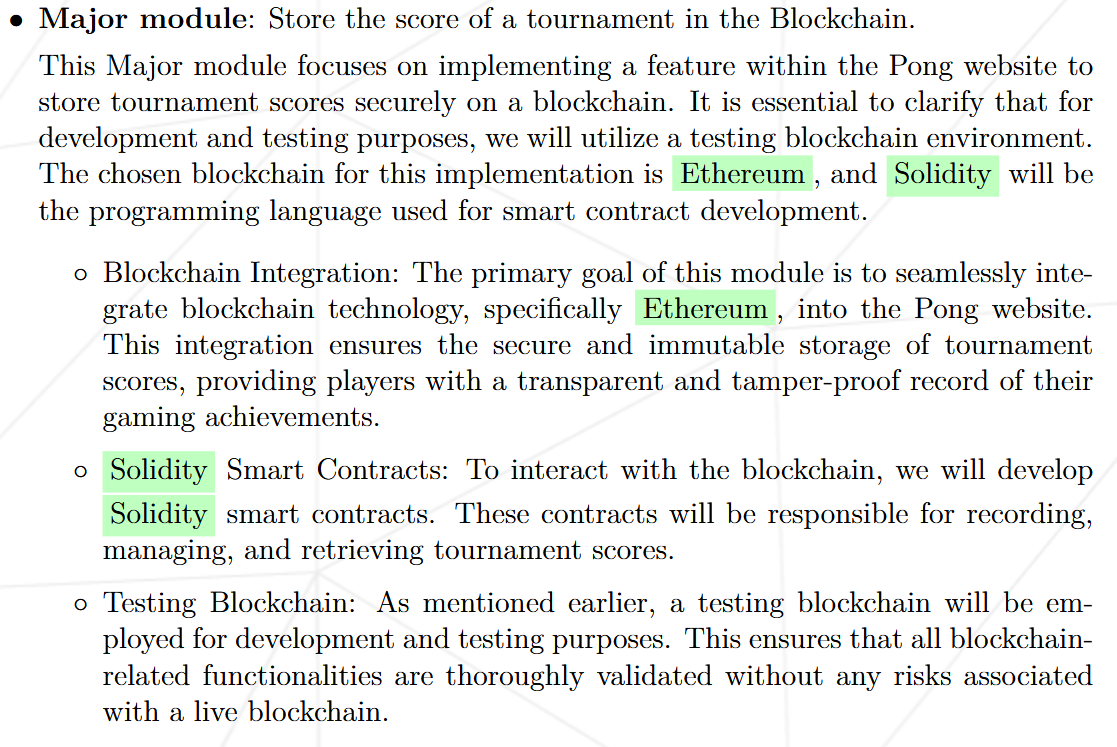 • Major module: Store the score of a tournament in the Blockchain.
This Major module focuses on implementing a feature within the Pong website to
store tournament scores securely on a blockchain. It is essential to clarify that for
development and testing purposes, we will utilize a testing blockchain environment.
The chosen blockchain for this implementation is Ethereum , and Solidity will be
the programming language used for smart contract development.
◦ Blockchain Integration: The primary goal of this module is to seamlessly inte-
grate blockchain technology, specifically Ethereum , into the Pong website.
This integration ensures the secure and immutable storage of tournament
scores, providing players with a transparent and tamper-proof record of their
gaming achievements.
◦ Solidity Smart Contracts: To interact with the blockchain, we will develop
Solidity smart contracts. These contracts will be responsible for recording,
managing, and retrieving tournament scores.
◦ Testing Blockchain: As mentioned earlier, a testing blockchain will be em-
ployed for development and testing purposes. This ensures that all blockchain-
related functionalities are thoroughly validated without any risks associated
with a live blockchain.